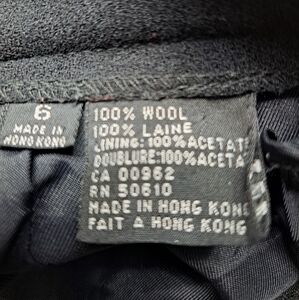 6
MADE IN
HONG KONG
100% WOOL
100% LAINE
LINING: 100% ACETATE
DOUBLURE: 100% ACETA
CA 00962
RN 50610
MADE IN HONG KONG
FAIT A HONG KONG